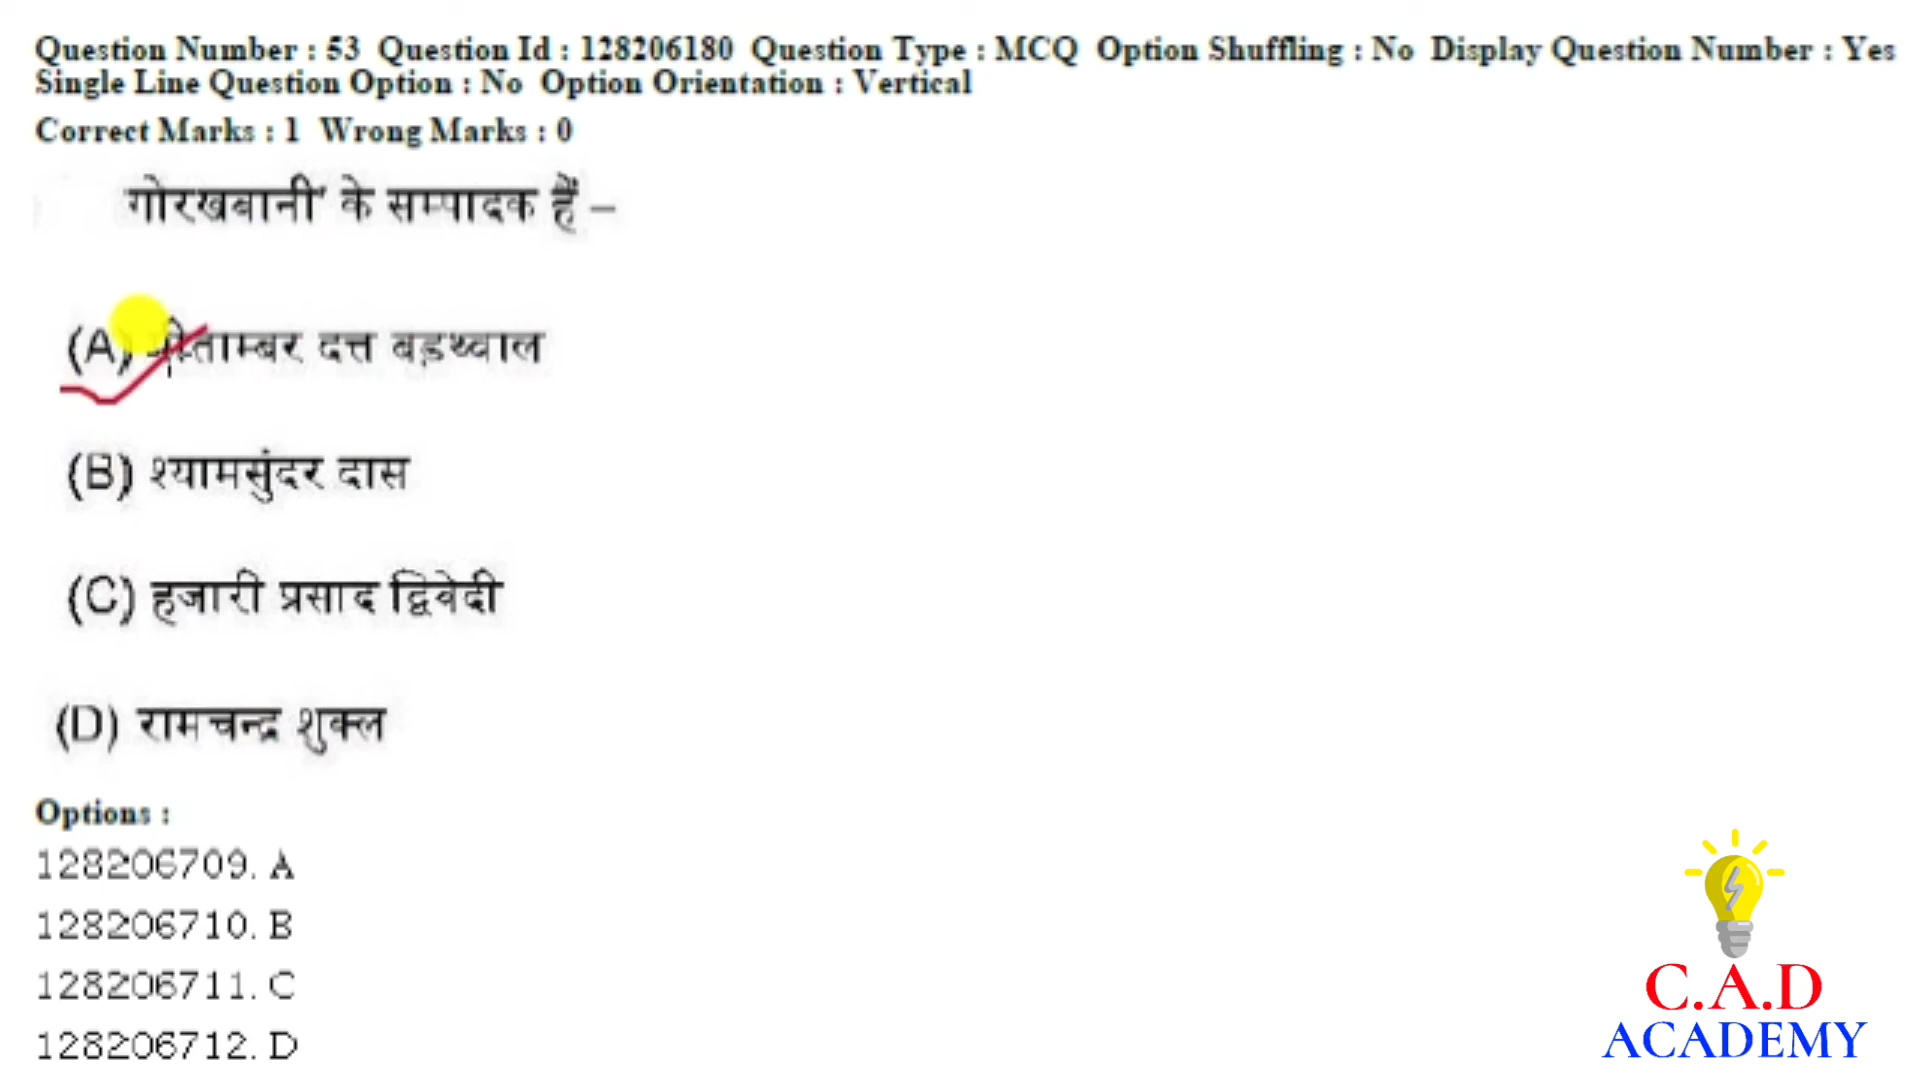 Question Number : 53 Question Id : 128206180 Question Type : MCQ Option Shuffling : No Display Question Number : Yes
Single Line Question Option : No Option Orientation : Vertical
Correct Marks : 1 Wrong Marks : 0
गोरखबानी' के सम्पादक हैं –
(A) पीताम्बर दत्त बड़थ्वाल
(B) श्यामसुंदर दास
(C) हजारी प्रसाद द्विवेदी
(D) रामचन्द्र शुक्ल
Options :
128206709. A
128206710. B
128206711. C
128206712. D
C.A.D
ACADEMY